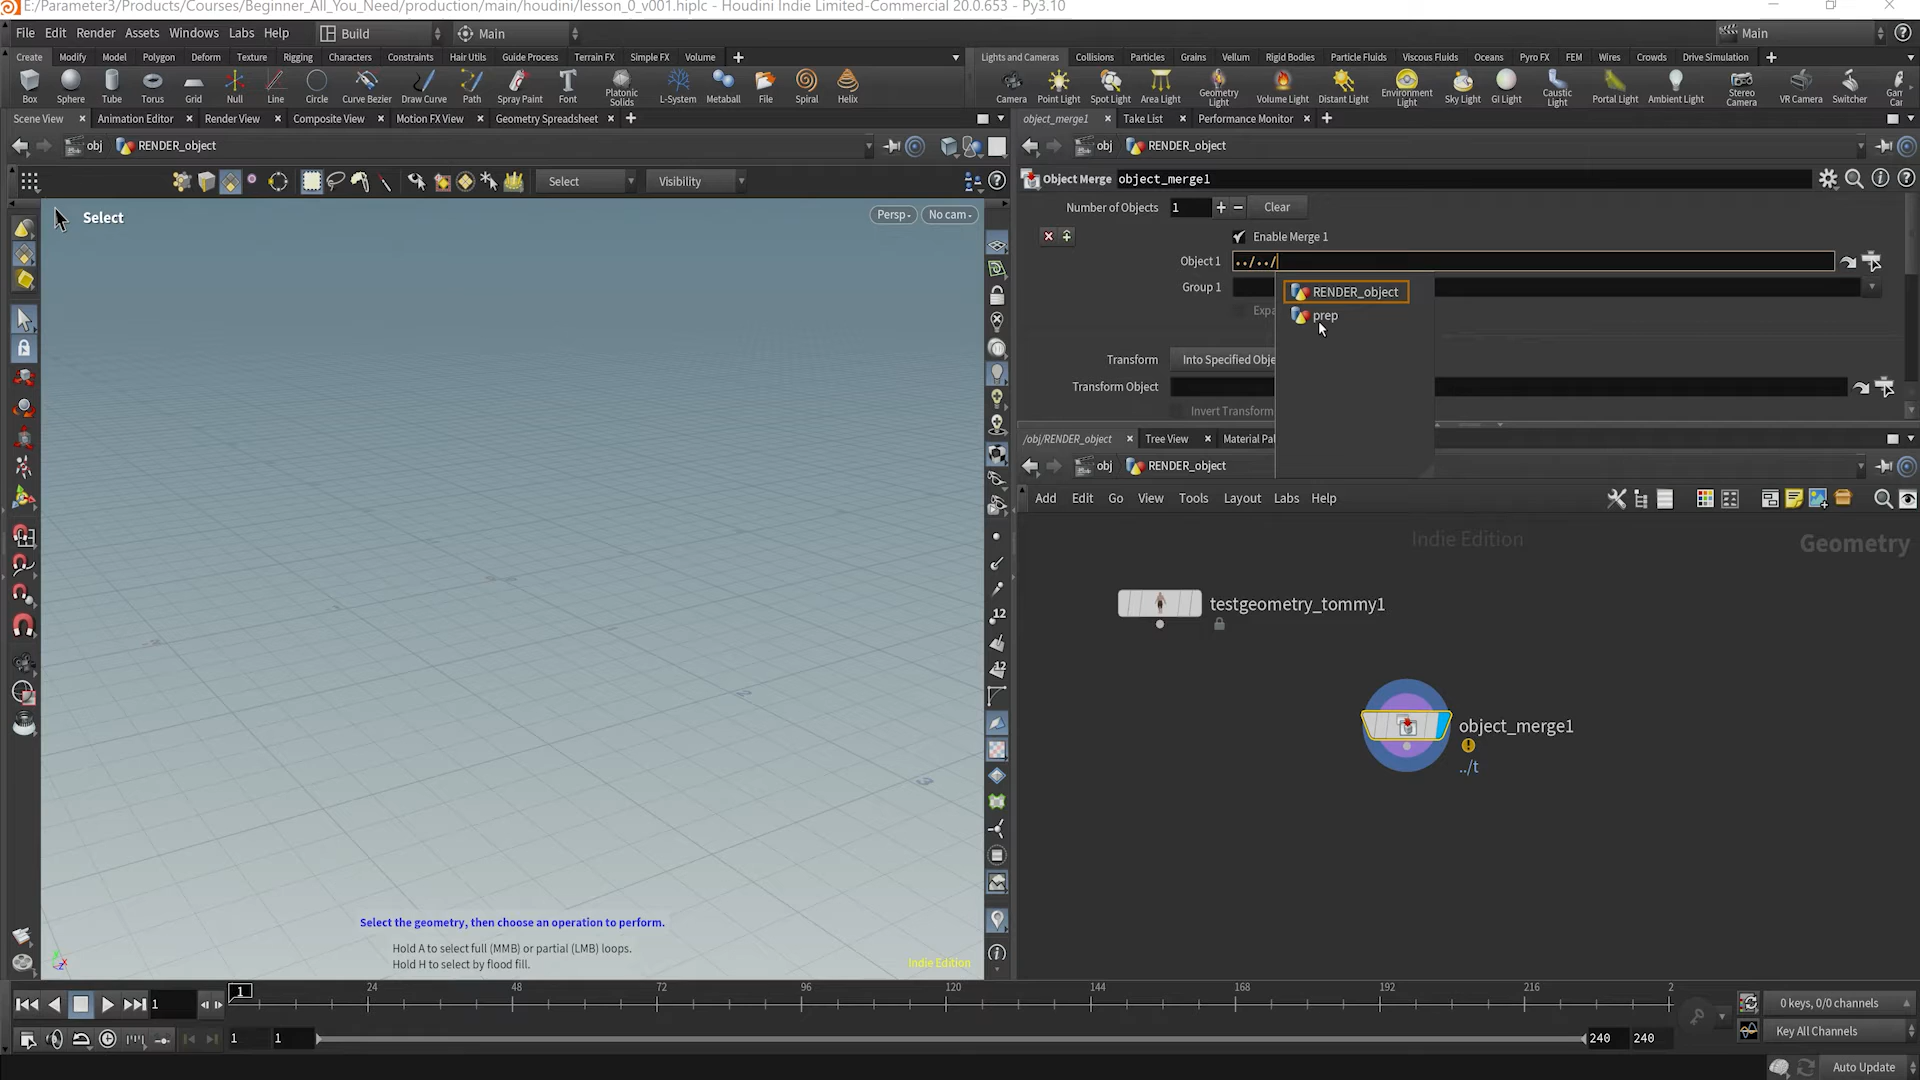 E:/Parameter3/Products/Courses/Beginner_All_You_Need/production/main/houdini/lesson_0_v001.hiplc - Houdini Indie Limited-Commercial 20.0.653 - Py3.10
File Edit Render Assets Windows Labs Help Build Main Main
Create Modify Model Polygon Deform Texture Rigging Characters Constraints Hair Utils Guide Process Terrain FX Simple FX Volume
Lights and Cameras Collisions Particles Grains Vellum Rigid Bodies Particle Fluids Viscous Fluids Oceans Pyro FX FEM Wires Crowds Drive Simulation
Box Sphere Tube Torus Grid Null Line Circle Curve Bezier Draw Curve Path Spray Paint Font Platonic Solids L-System Metaball File Spiral Helix
Camera Point Light Spot Light Area Light Geometry Light Volume Light Distant Light Environment Light Sky Light GI Light Caustic Light Portal Light Ambient Light Stereo Camera VR Camera Switcher
Scene View Animation Editor Render View Composite View Motion FX View Geometry Spreadsheet
object_merge1 Take List Performance Monitor
obj RENDER_object
obj RENDER_object
Select Visibility
Object Merge object_merge1
Select
Persp
No cam
Number of Objects 1 Clear
Enable Merge 1
Object 1 ../../
Group 1
RENDER_object
prep
Expa
Transform Into Specified Obje
Transform Object
Invert Transform
/obj/RENDER_object Tree View Material Pal
obj RENDER_object
Add Edit Go View Tools Layout Labs Help
Indie Edition
Geometry
testgeometry_tommy1
object_merge1
../t
12
12
Select the geometry, then choose an operation to perform.
Hold A to select full (MMB) or partial (LMB) loops.
Hold H to select by flood fill.
Indie Edition
1 1 24 48 72 96 120 144 168 192 216 2
0 keys, 0/0 channels
1 1 240 240
Key All Channels
Auto Update